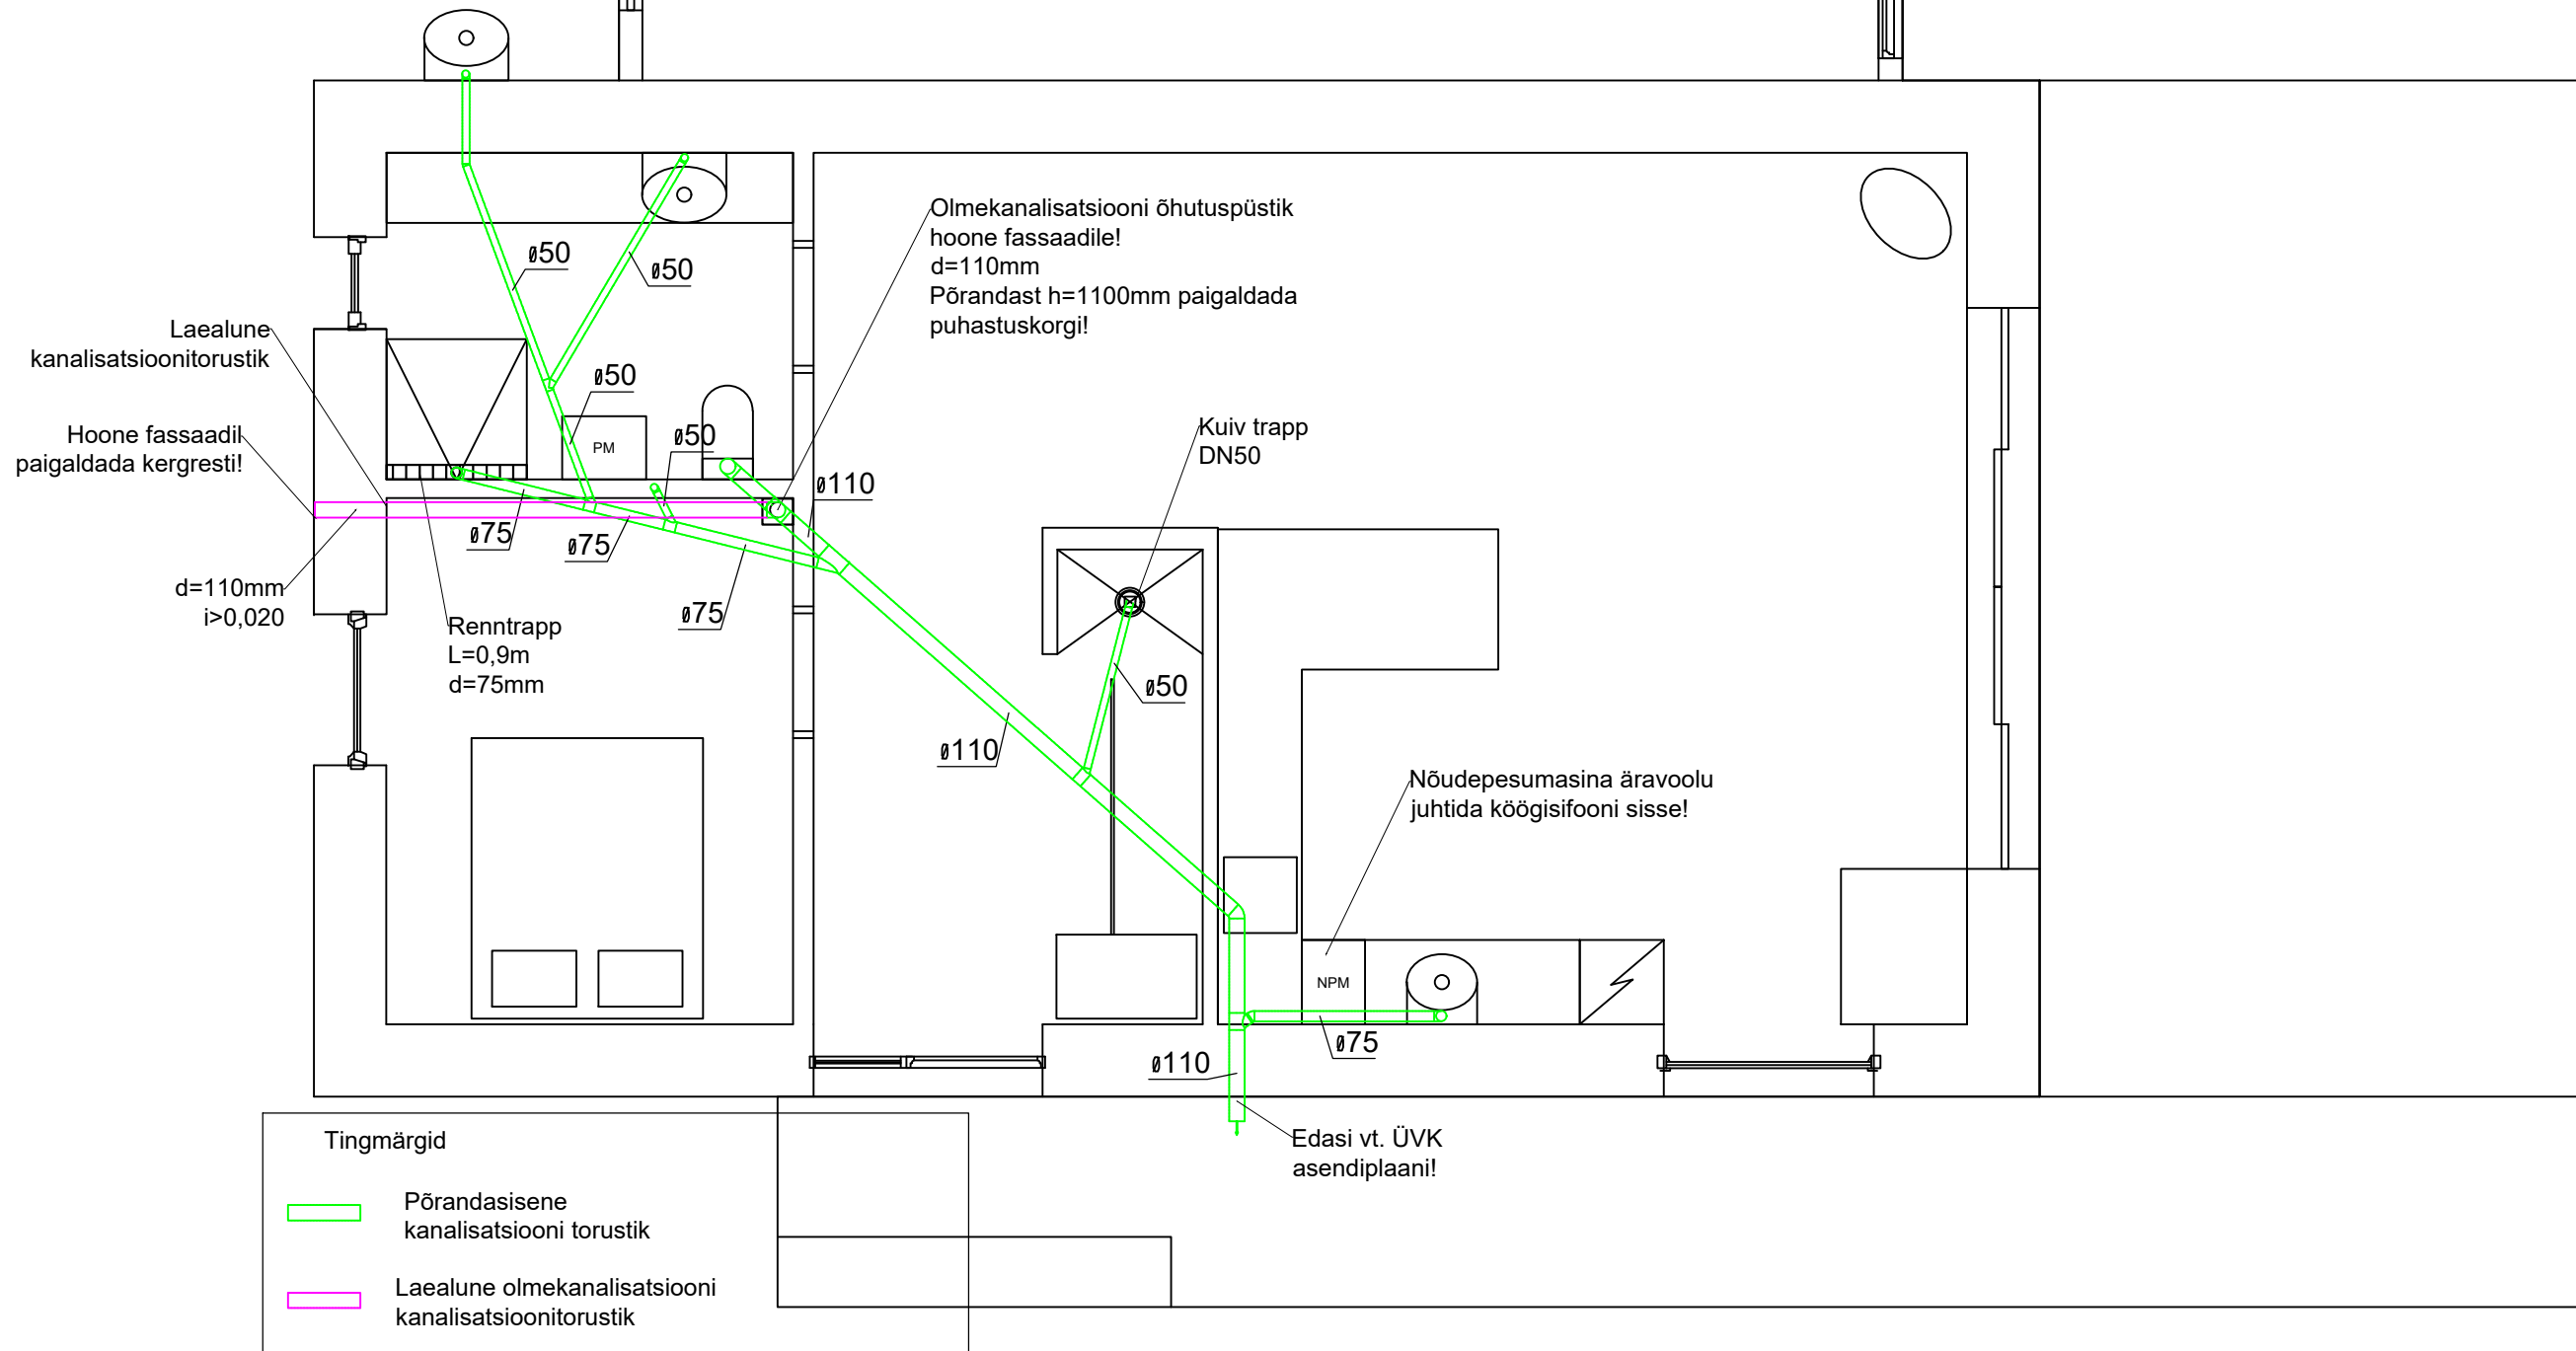 ø50
ø50
Olmekanalisatsiooni õhutuspüstik
hoone fassaadile!
d=110mm
Põrandast h=1100mm paigaldada
puhastuskorgi!
Laealune
kanalisatsioonitorustik
ø50
Hoone fassaadil
paigaldada kergresti!
PM
ø50
Kuiv trapp
DN50
ø110
ø75
ø75
d=110mm
i>0,020
ø75
Renntrapp
L=0,9m
d=75mm
ø50
ø110
Nõudepesumasina äravoolu
juhtida köögisifooni sisse!
NPM
ø75
ø110
Edasi vt. ÜVK
asendiplaani!
Tingmärgid
Põrandasisene
kanalisatsiooni torustik
Laealune olmekanalisatsiooni
kanalisatsioonitorustik